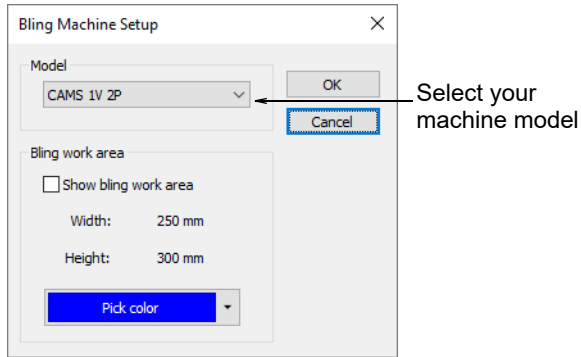 Bling Machine Setup
Model
CAMS 1V 2P
OK
Cancel
Select your
machine model
Bling work area
Show bling work area
Width: 250 mm
Height: 300 mm
Pick color